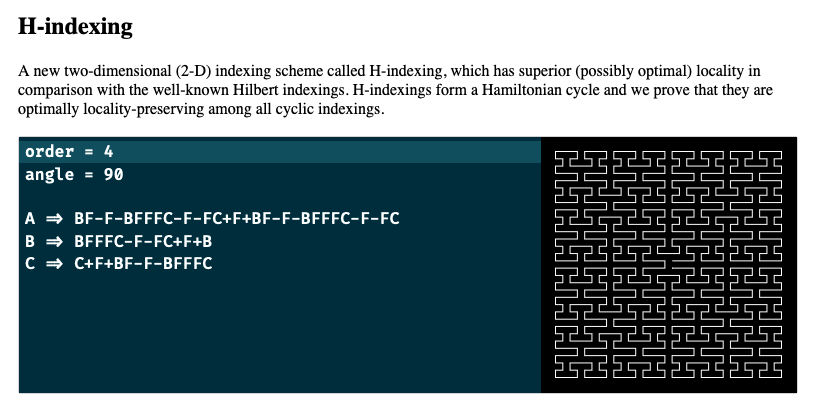 H-indexing
A new two-dimensional (2-D) indexing scheme called H-indexing, which has superior (possibly optimal) locality in
comparison with the well-known Hilbert indexings. H-indexings form a Hamiltonian cycle and we prove that they are
optimally locality-preserving among all cyclic indexings.
order = 4
angle = 90
A ⇒ BF-F-BFFFC-F-FC+F+BF-F-BFFFC-F-FC
B ⇒ BFFFC-F-FC+F+B
C ⇒ C+F+BF-F-BFFFC